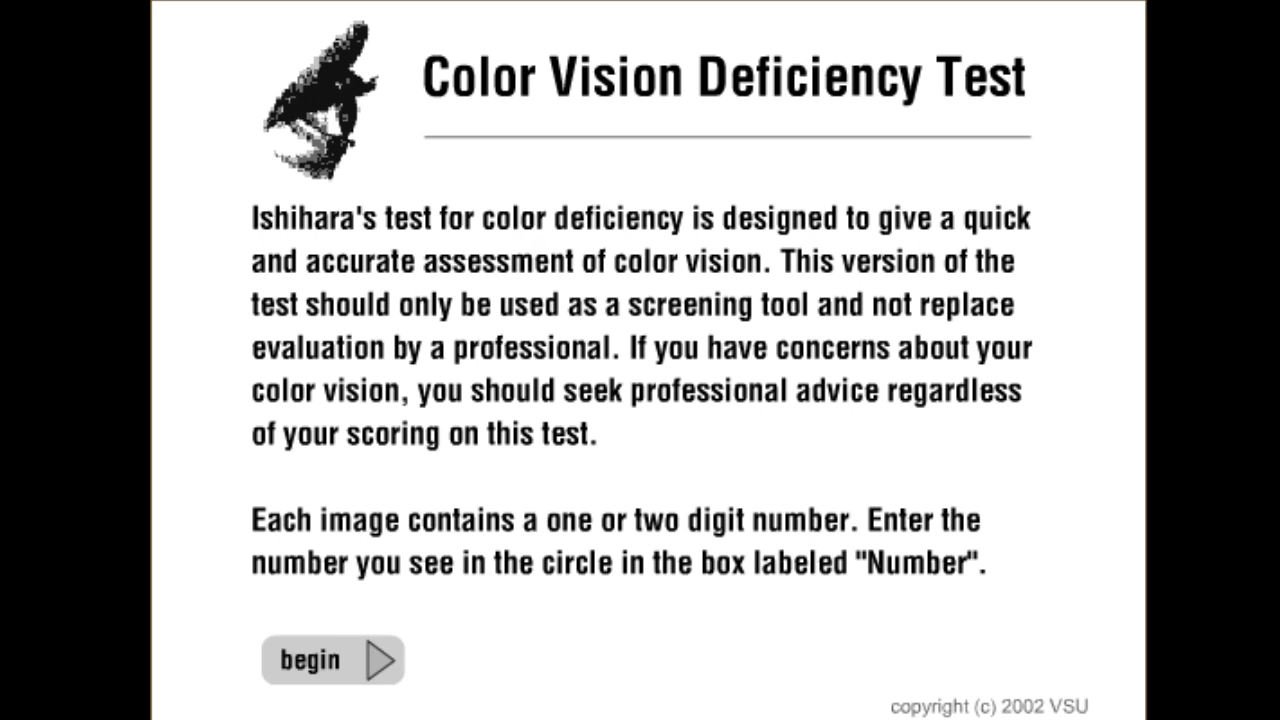 Color Vision Deficiency Test
Ishihara's test for color deficiency is designed to give a quick
and accurate assessment of color vision. This version of the
test should only be used as a screening tool and not replace
evaluation by a professional. If you have concerns about your
color vision, you should seek professional advice regardless
of your scoring on this test.
Each image contains a one or two digit number. Enter the
number you see in the circle in the box labeled "Number".
begin
copyright (c) 2002 VSU